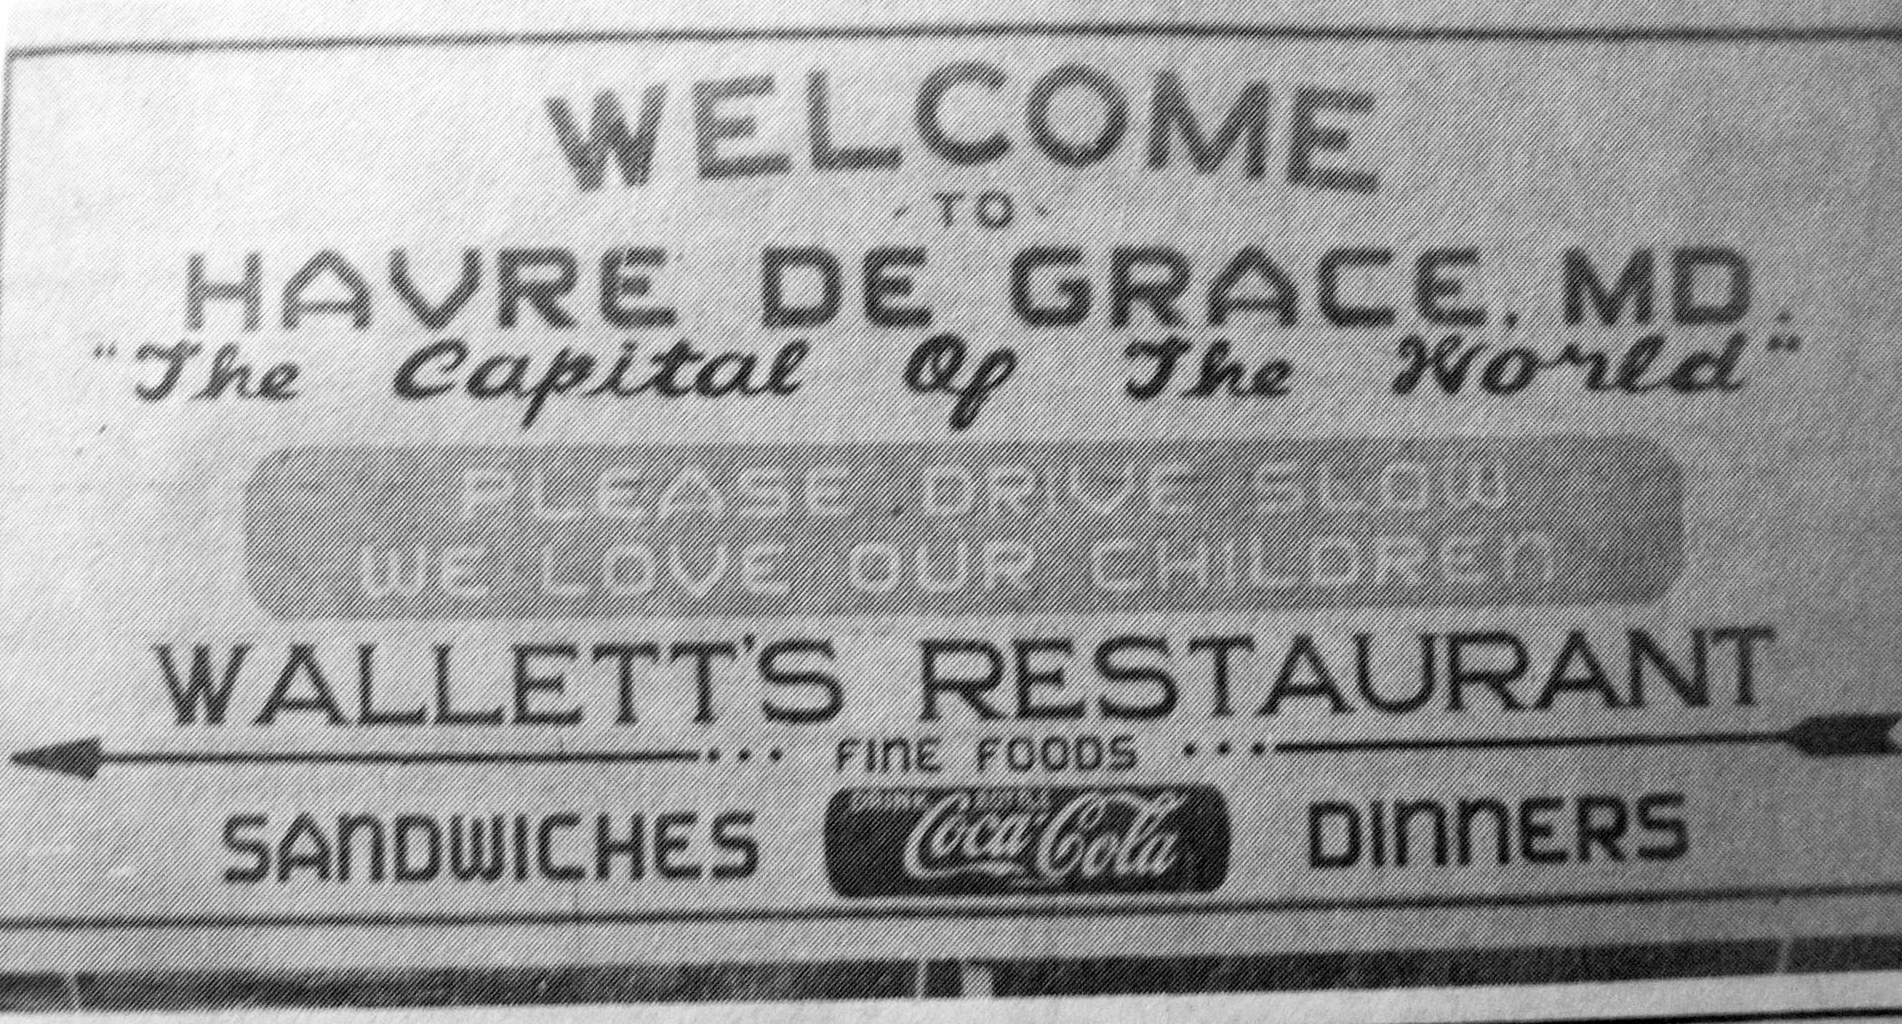 WELCOME
- TO -
HAVRE DE GRACE, MD.
"The Capital Of The World"
PLEASE DRIVE SLOW
WE LOVE OUR CHILDREN
WALLETT'S RESTAURANT
... FINE FOODS ...
SANDWICHES Coca-Cola DINNERS